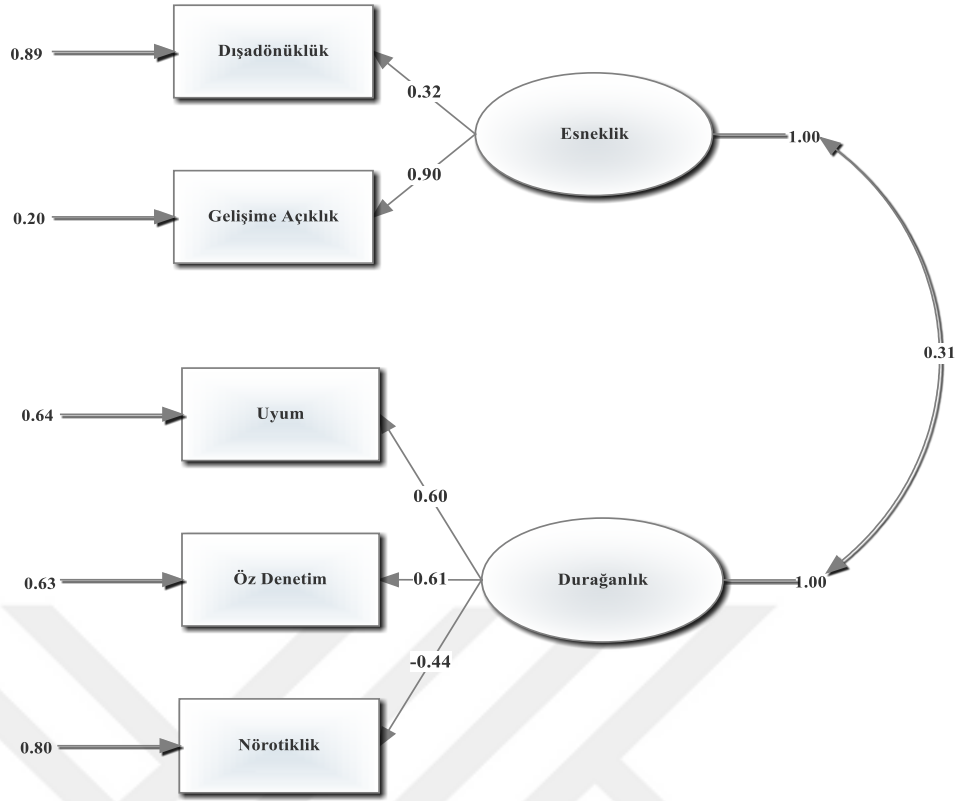 0.89
Dışadönüklük
0.32
Esneklik
1.00
0.90
0.20
Gelişime Açıklık
0.31
0.64
Uyum
0.60
0.63
Öz Denetim
0.61
Durağanlık
1.00
-0.44
0.80
Nörotiklik